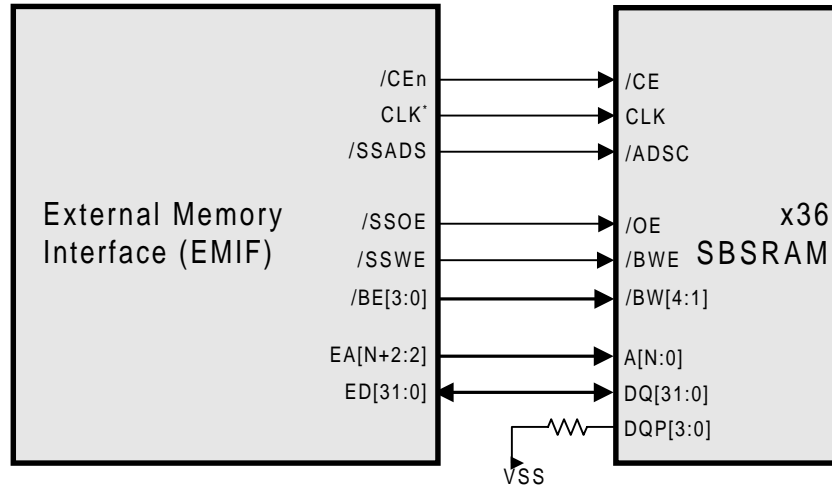 /CEn
/CE
CLK*
CLK
/SSADS
/ADSC
External Memory
Interface (EMIF)
/SSOE
/OE
x36
/SSWE
/BWE
SBSRAM
/BE[3:0]
/BW[4:1]
EA[N+2:2]
A[N:0]
ED[31:0]
DQ[31:0]
DQP[3:0]
VSS